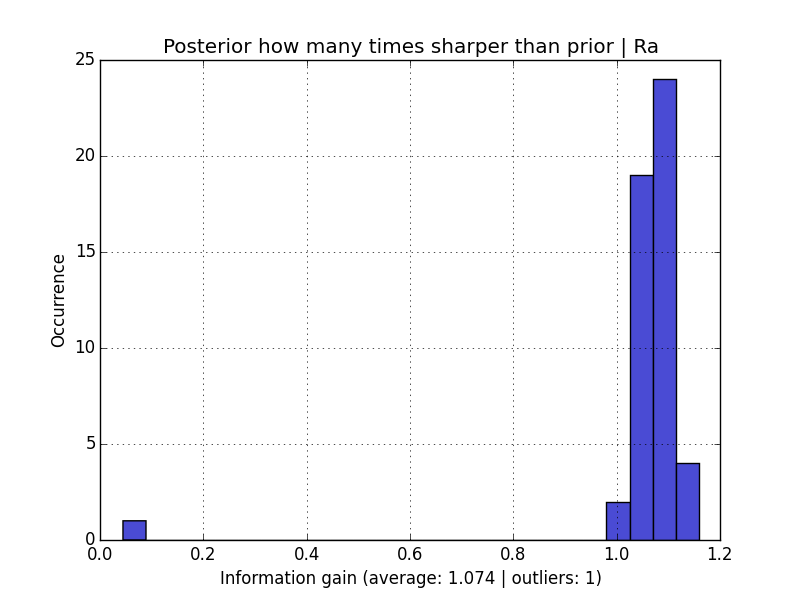 Posterior how many times sharper than prior | Ra
25
20
15
10
5
0
Occurrence
0.0 0.2 0.4 0.6 0.8 1.0 1.2
Information gain (average: 1.074 | outliers: 1)